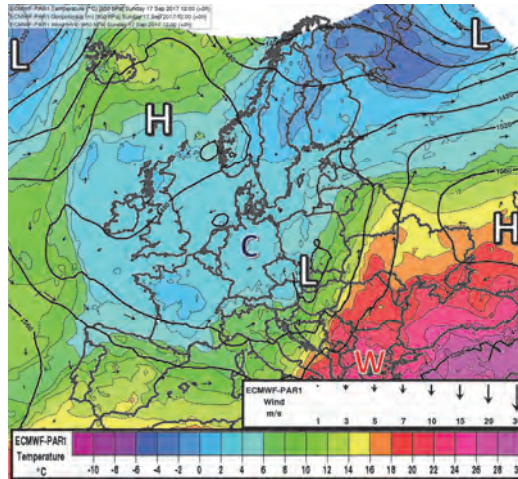 ECMWF-PAR1 Temperature (°C) [850 hPa] Sunday 17 Sep 2017 12:00 (+0h)
L
L
H
1520
H
C
L
W
ECMWF-PAR1
Wind
m/s
1 3 5 7 10 15 20 30
ECMWF-PAR1
Temperature
°C
-10 -8 -6 -4 -2 0 2 4 6 8 10 12 14 16 18 20 22 24 26 28